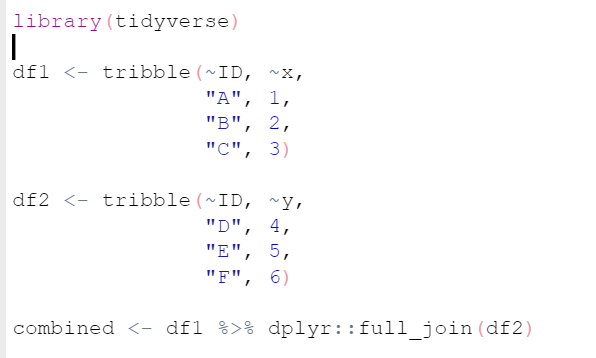 library(tidyverse)
df1 <- tribble(~ID, ~x,
"A", 1,
"B", 2,
"C", 3)
df2 <- tribble(~ID, ~y,
"D", 4,
"E", 5,
"F", 6)
combined <- df1 %>% dplyr::full_join(df2)